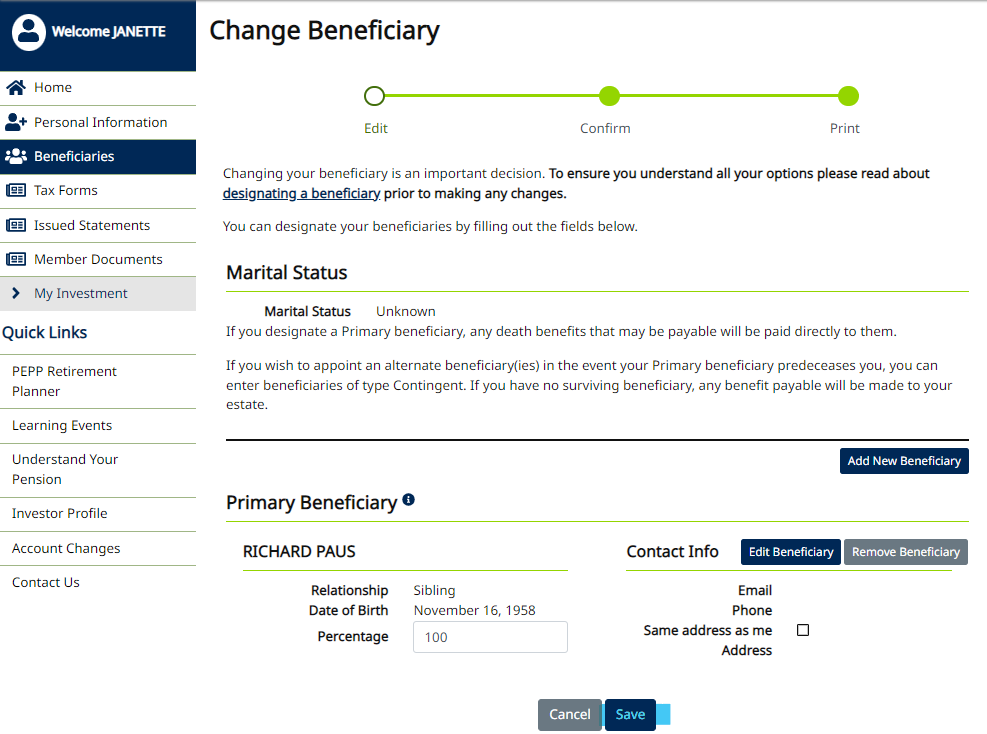 Welcome JANETTE
Home
Personal Information
Beneficiaries
Tax Forms
Issued Statements
Member Documents
My Investment
Quick Links
PEPP Retirement
Planner
Learning Events
Understand Your
Pension
Investor Profile
Account Changes
Contact Us
Change Beneficiary
Edit Confirm Print
Changing your beneficiary is an important decision. To ensure you understand all your options please read about
designating a beneficiary prior to making any changes.
You can designate your beneficiaries by filling out the fields below.
Marital Status
Marital Status Unknown
If you designate a Primary beneficiary, any death benefits that may be payable will be paid directly to them.
If you wish to appoint an alternate beneficiary(ies) in the event your Primary beneficiary predeceases you, you can
enter beneficiaries of type Contingent. If you have no surviving beneficiary, any benefit payable will be made to your
estate.
Add New Beneficiary
Primary Beneficiary
RICHARD PAUS
Relationship Sibling
Date of Birth November 16, 1958
Percentage 100
Contact Info Edit Beneficiary Remove Beneficiary
Email
Phone
Same address as me
Address
Cancel Save